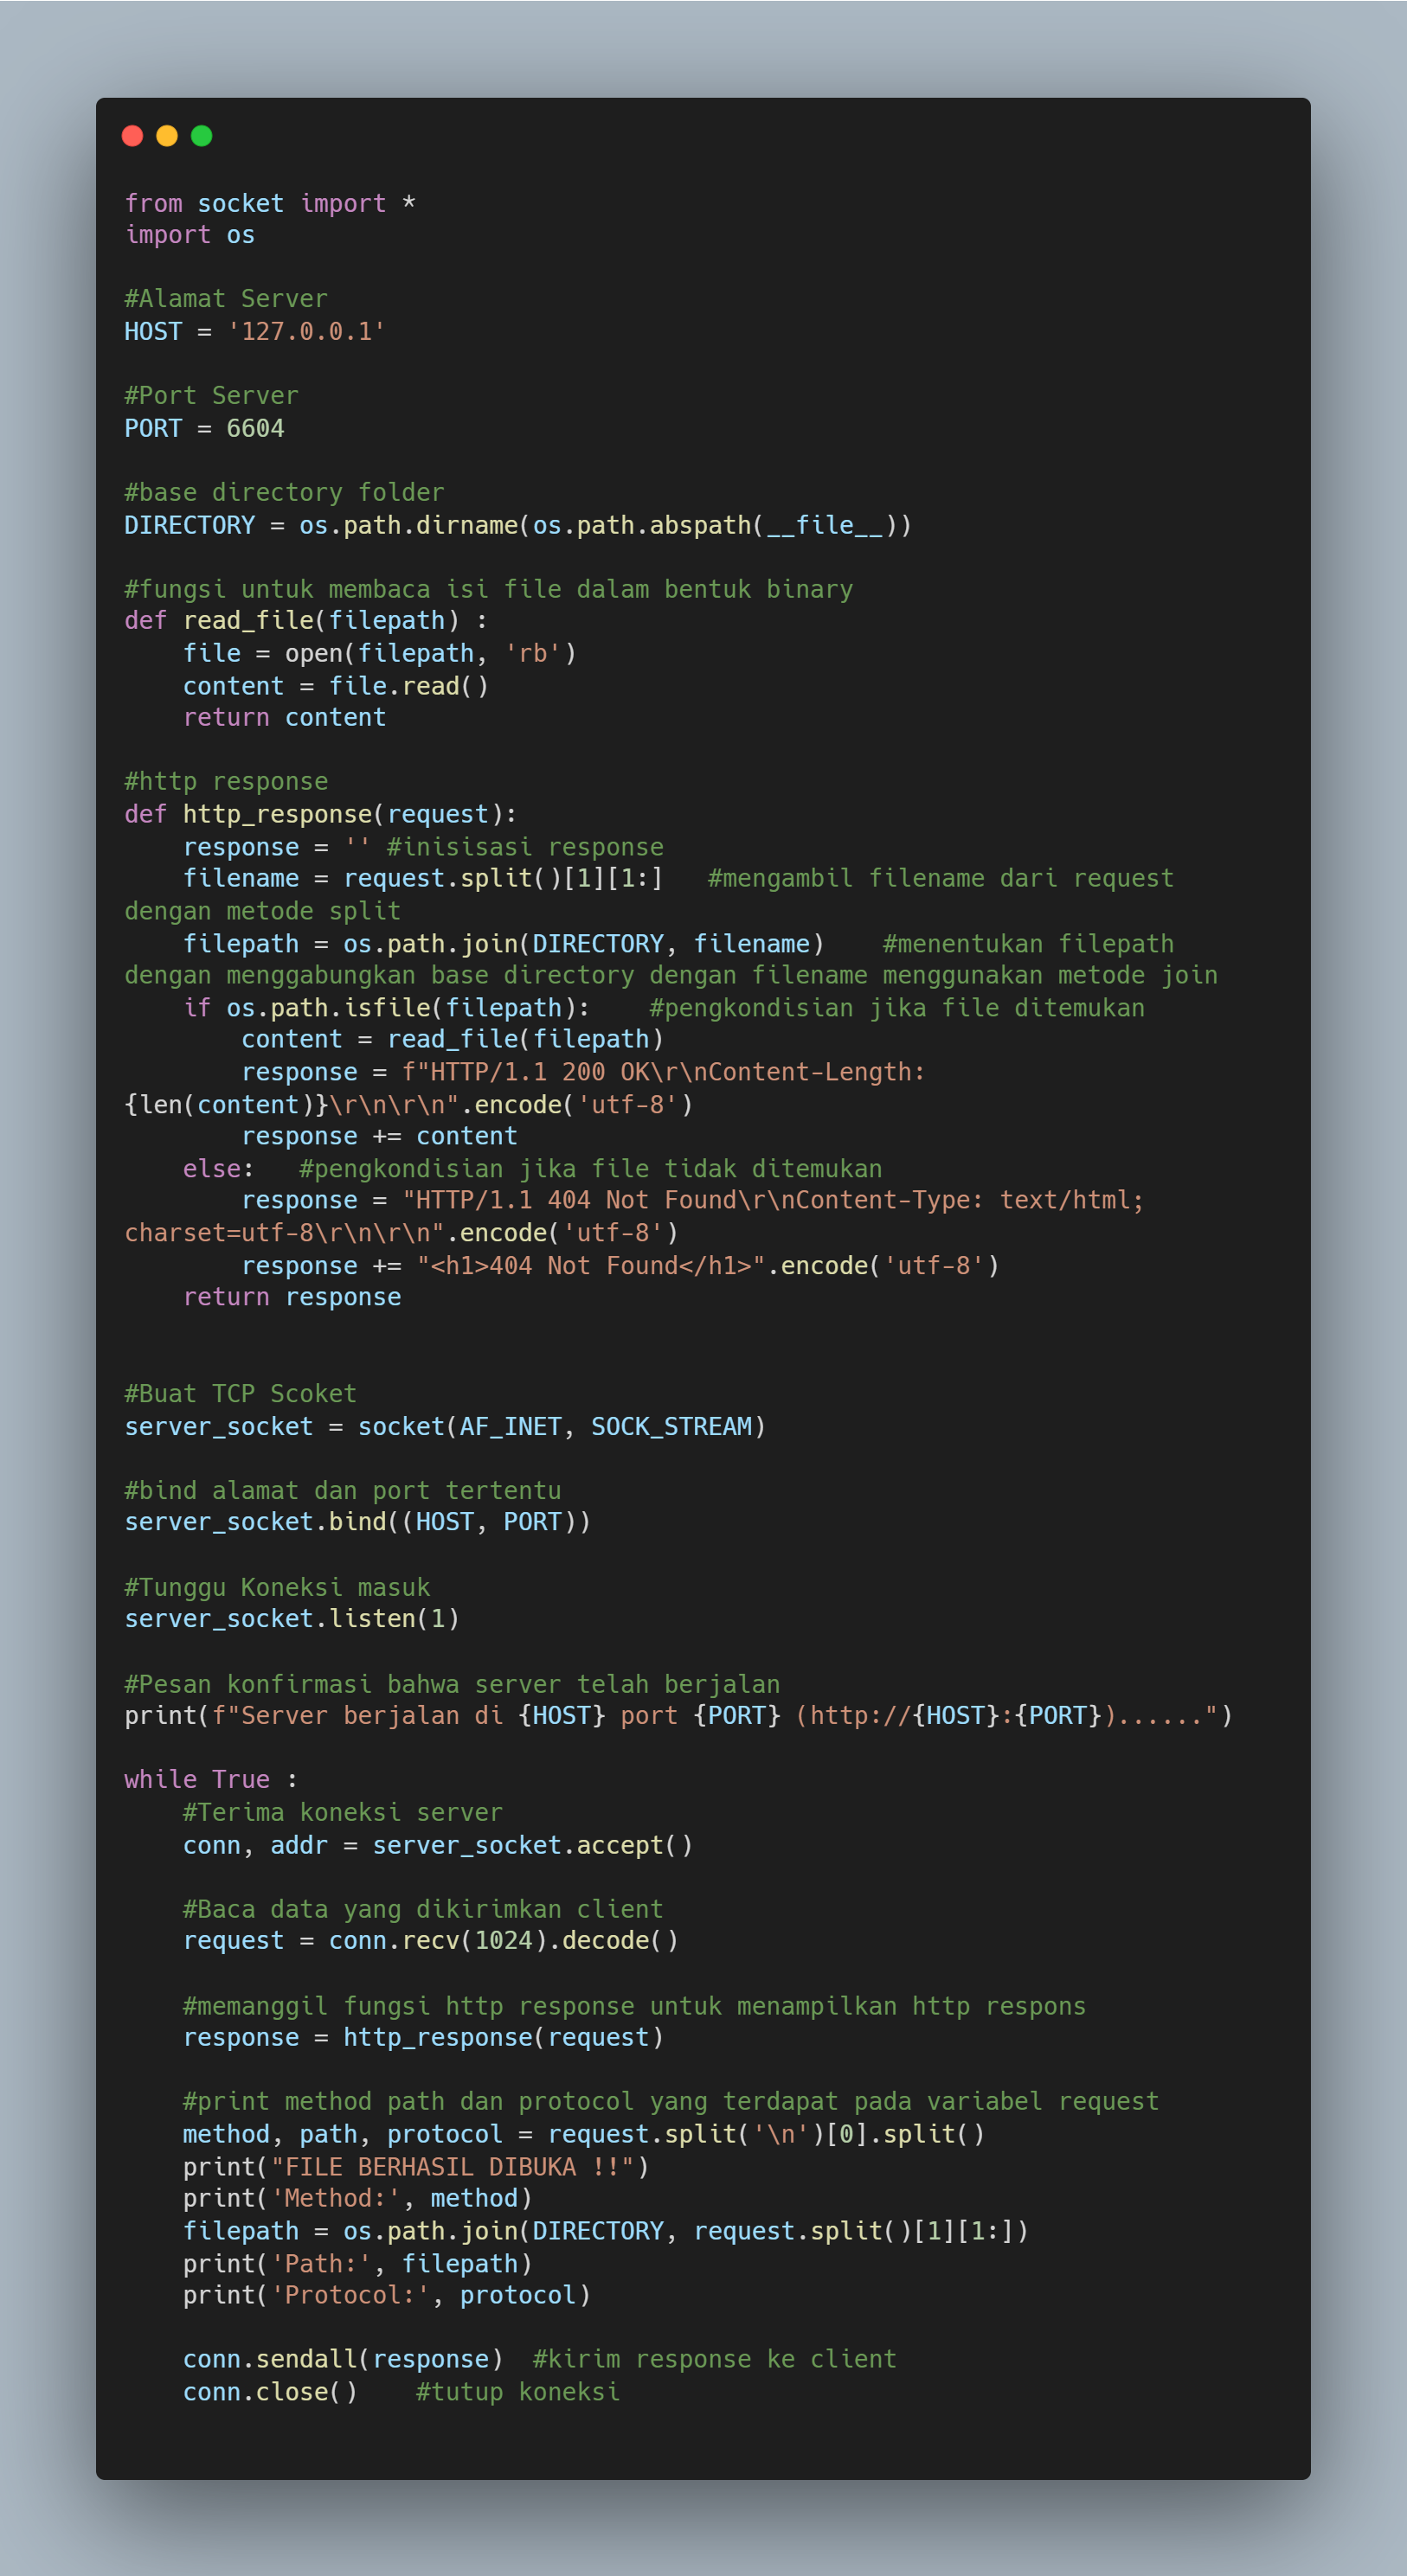 from socket import *
import os

#Alamat Server
HOST = '127.0.0.1'

#Port Server
PORT = 6604

#base directory folder
DIRECTORY = os.path.dirname(os.path.abspath(__file__))

#fungsi untuk membaca isi file dalam bentuk binary
def read_file(filepath) :
    file = open(filepath, 'rb')
    content = file.read()
    return content

#http response
def http_response(request):
    response = '' #inisisasi response
    filename = request.split()[1][1:]   #mengambil filename dari request
dengan metode split
    filepath = os.path.join(DIRECTORY, filename)    #menentukan filepath
dengan menggabungkan base directory dengan filename menggunakan metode join
    if os.path.isfile(filepath):    #pengkondisian jika file ditemukan
        content = read_file(filepath)
        response = f"HTTP/1.1 200 OK\r\nContent-Length:
{len(content)}\r\n\r\n".encode('utf-8')
        response += content
    else:   #pengkondisian jika file tidak ditemukan
        response = "HTTP/1.1 404 Not Found\r\nContent-Type: text/html;
charset=utf-8\r\n\r\n".encode('utf-8')
        response += "<h1>404 Not Found</h1>".encode('utf-8')
    return response


#Buat TCP Scoket
server_socket = socket(AF_INET, SOCK_STREAM)

#bind alamat dan port tertentu
server_socket.bind((HOST, PORT))

#Tunggu Koneksi masuk
server_socket.listen(1)

#Pesan konfirmasi bahwa server telah berjalan
print(f"Server berjalan di {HOST} port {PORT} (http://{HOST}:{PORT})......")

while True :
    #Terima koneksi server
    conn, addr = server_socket.accept()

    #Baca data yang dikirimkan client
    request = conn.recv(1024).decode()

    #memanggil fungsi http response untuk menampilkan http respons
    response = http_response(request)

    #print method path dan protocol yang terdapat pada variabel request
    method, path, protocol = request.split('\n')[0].split()
    print("FILE BERHASIL DIBUKA !!")
    print('Method:', method)
    filepath = os.path.join(DIRECTORY, request.split()[1][1:])
    print('Path:', filepath)
    print('Protocol:', protocol)

    conn.sendall(response)  #kirim response ke client
    conn.close()    #tutup koneksi